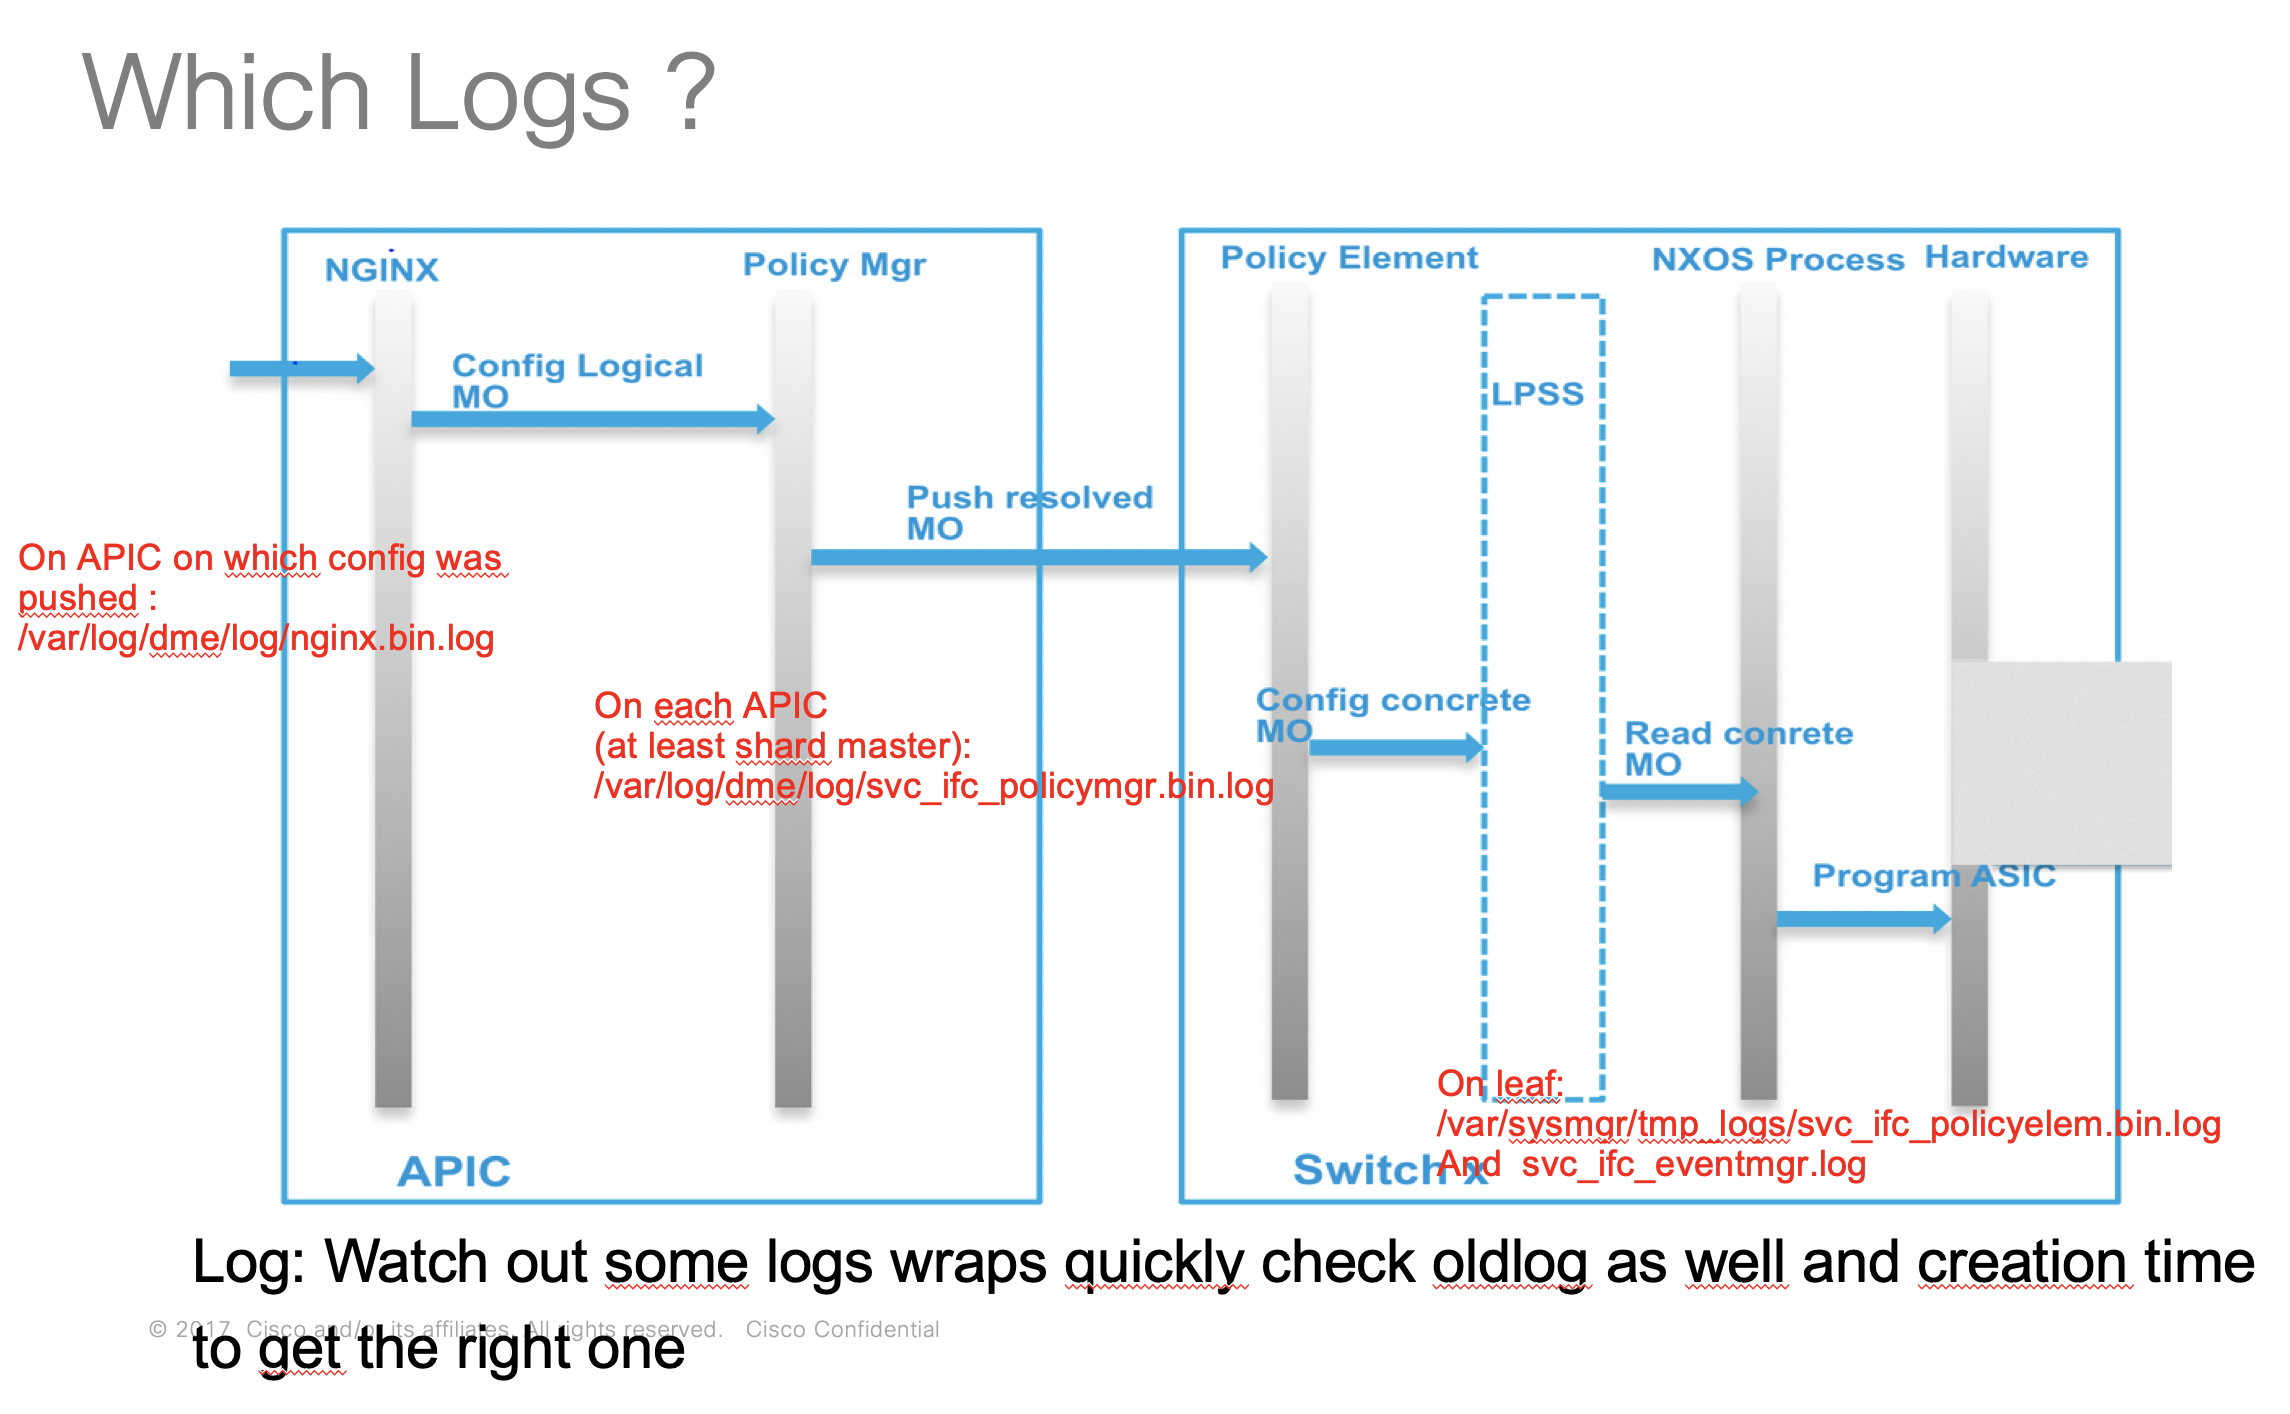 Which Logs ?
NGINX
Policy Mgr
Policy Element
NXOS Process
Hardware
Config Logical
MO
LPSS
Push resolved
MO
On APIC on which config was
pushed :
/var/log/dme/log/nginx.bin.log
On each APIC
(at least shard master):
/var/log/dme/log/svc_ifc_policymgr.bin.log
Config concrete
MO
Read conrete
MO
Program ASIC
On leaf:
/var/sysmgr/tmp_logs/svc_ifc_policyelem.bin.log
And  svc_ifc_eventmgr.log
APIC
Switch x
Log: Watch out some logs wraps quickly check oldlog as well and creation time
to get the right one
© 2017  Cisco and/or its affiliates. All rights reserved.   Cisco Confidential